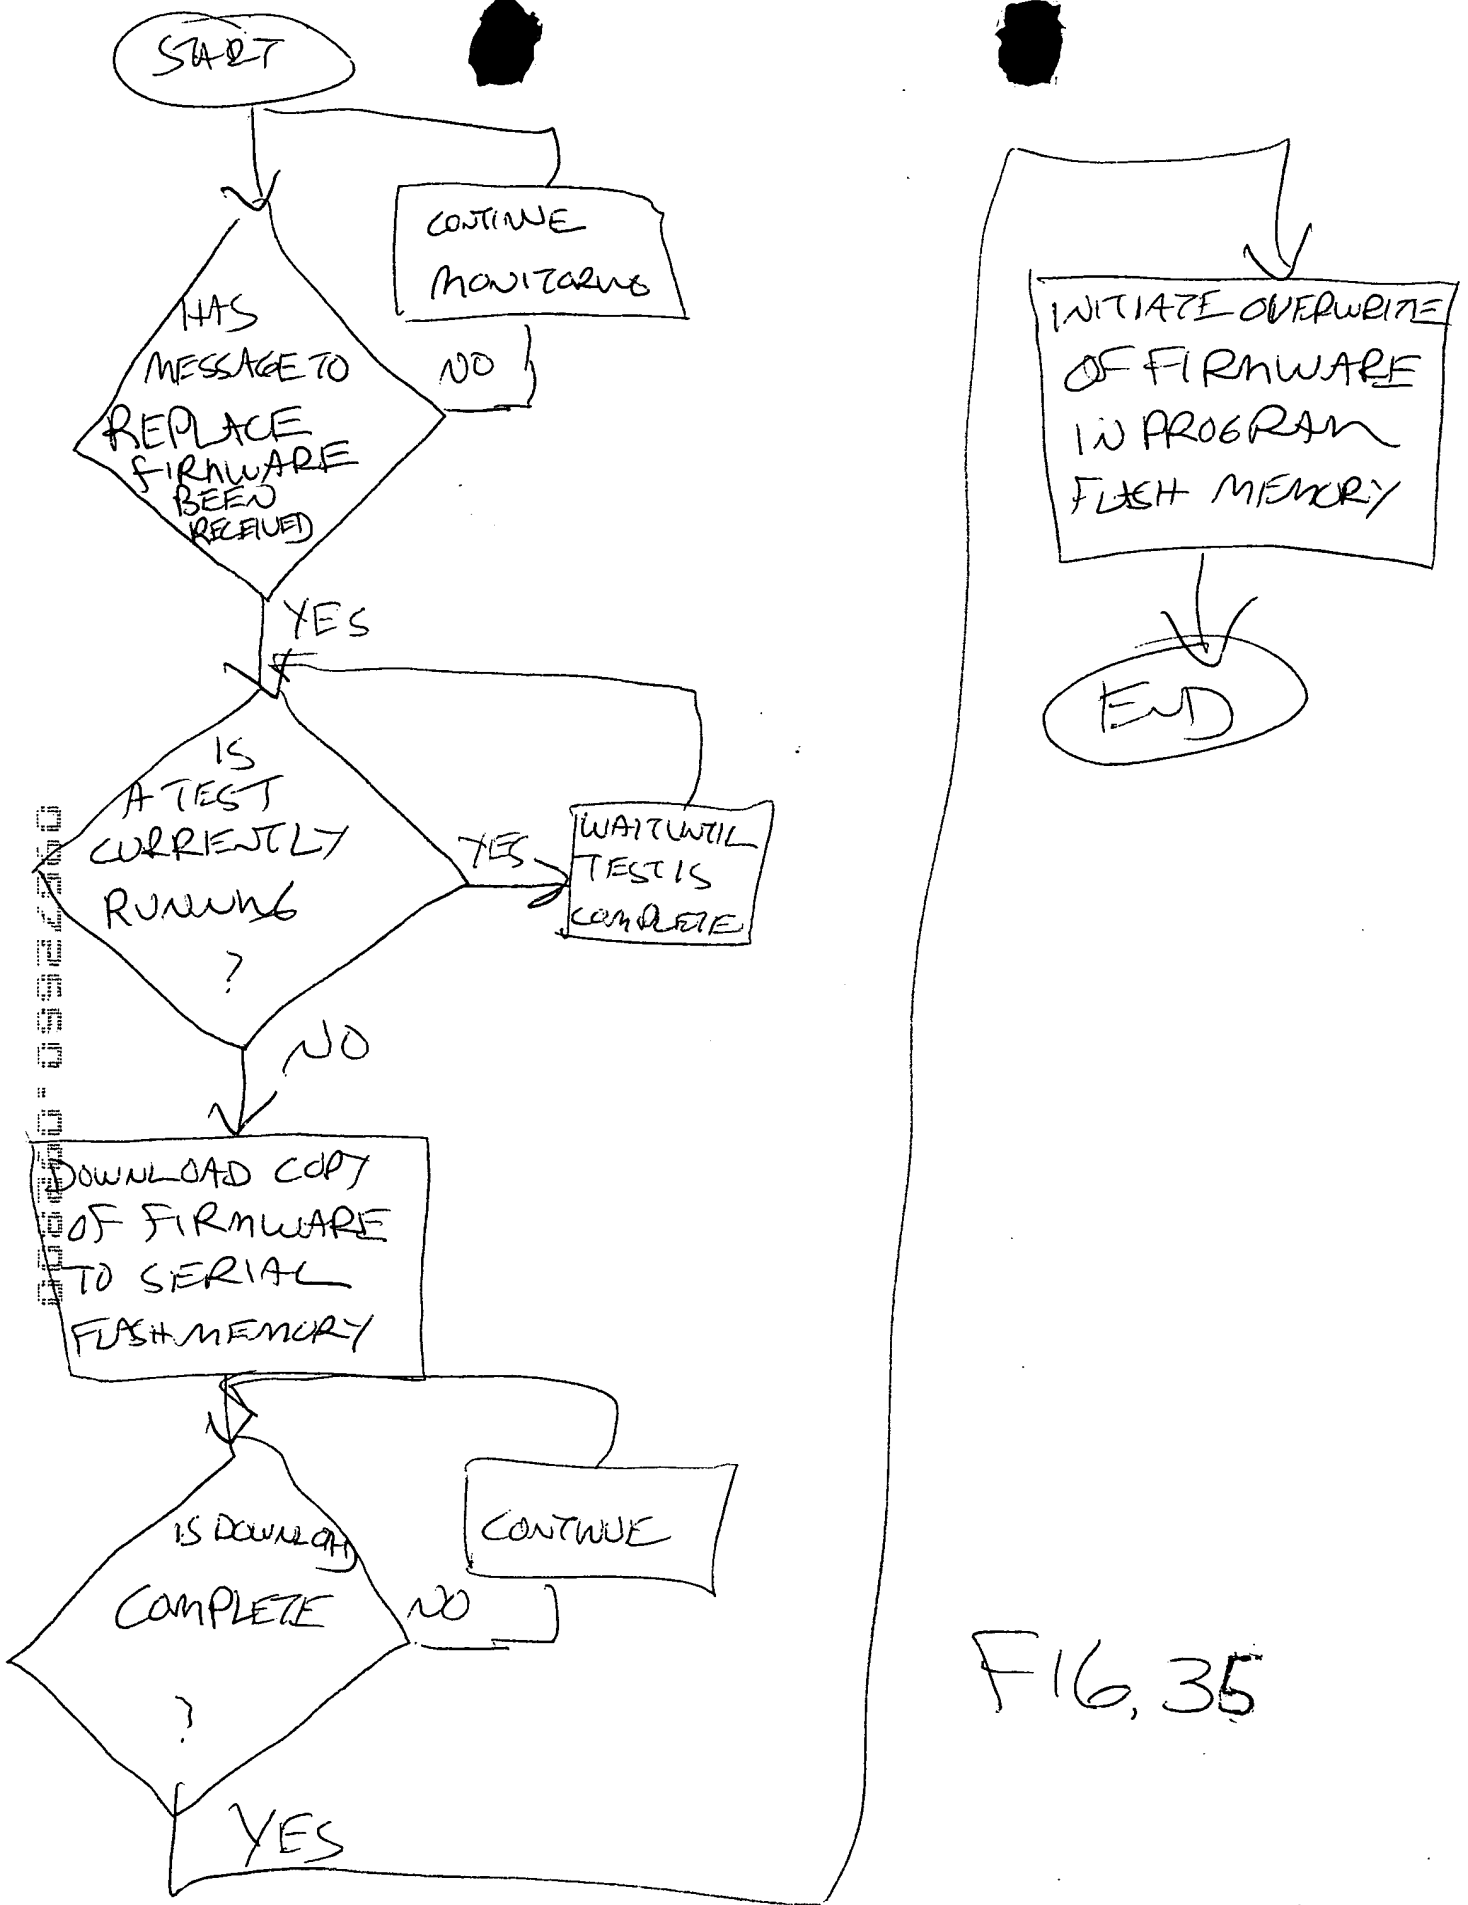 START
CONTINUE
MONITORING
HAS
MESSAGE TO
REPLACE
FIRMWARE
BEEN
RECEIVED
NO
YES
IS
A TEST
CURRENTLY
RUNNING
?
YES
WAIT UNTIL
TEST IS
COMPLETE
NO
DOWNLOAD COPY
OF FIRMWARE
TO SERIAL
FLASH MEMORY
IS DOWNLOAD
COMPLETE
?
NO
CONTINUE
YES
INITIATE OVERWRITE
OF FIRMWARE
IN PROGRAM
FLASH MEMORY
END
FIG. 35